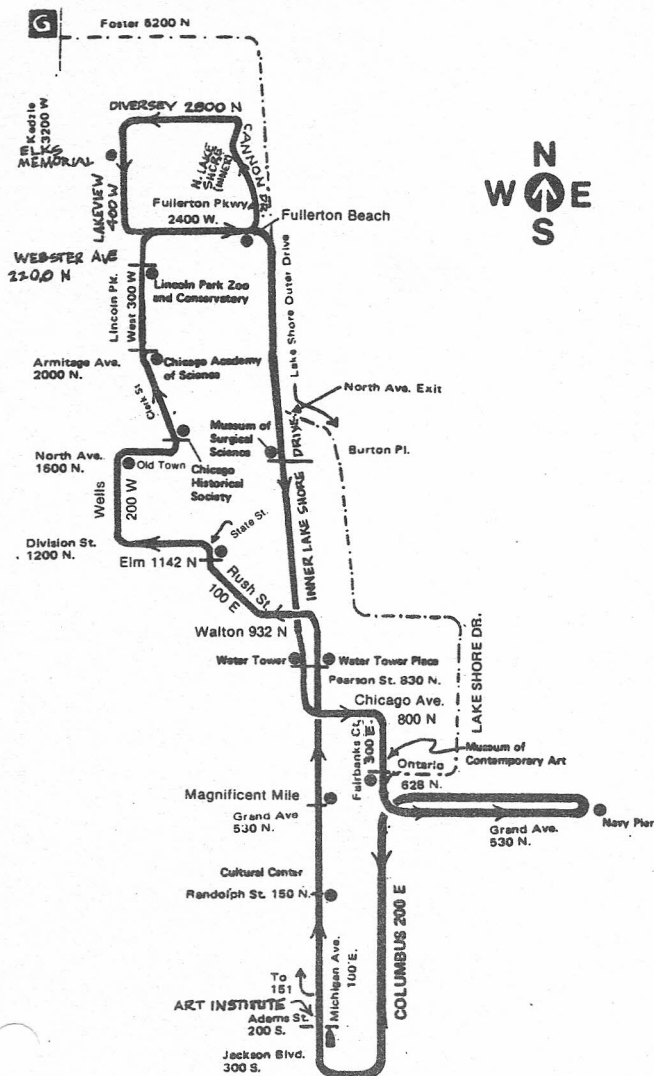 G
Foster 5200 N
Kedzie
3200 W
DIVERSEY 2800 N
ELKS
MEMORIAL
N. LAKE
SHORE
(INNER)
CANNON DR.
LAKEVIEW
400 W
Fullerton Pkwy
2400 W.
Fullerton Beach
N
W E
S
WEBSTER AVE
2200 N
Lincoln Pk.
West 300 W
Lincoln Park Zoo
and Conservatory
Lake Shore Outer Drive
Armitage Ave.
2000 N.
Chicago Academy
of Science
Clark St
North Ave. Exit
Museum of
Surgical
Science
Burton Pl.
North Ave.
1600 N.
Old Town
Chicago
Historical
Society
Wells
200 W
INNER LAKE SHORE DRIVE
State St.
Division St.
1200 N.
Elm 1142 N
Rush St.
100 E
Walton 932 N
LAKE SHORE DR.
Water Tower
Water Tower Place
Pearson St. 830 N.
Chicago Ave.
800 N
Fairbanks Ct.
300 E.
Museum of
Contemporary Art
Ontario
628 N.
Magnificent Mile
Grand Ave
530 N.
Grand Ave.
530 N.
Navy Pier
Cultural Center
Randolph St. 150 N.
COLUMBUS 200 E
Michigan Ave.
100'E.
To
151
ART INSTITUTE
Adams St.
200 S.
Jackson Blvd.
300 S.